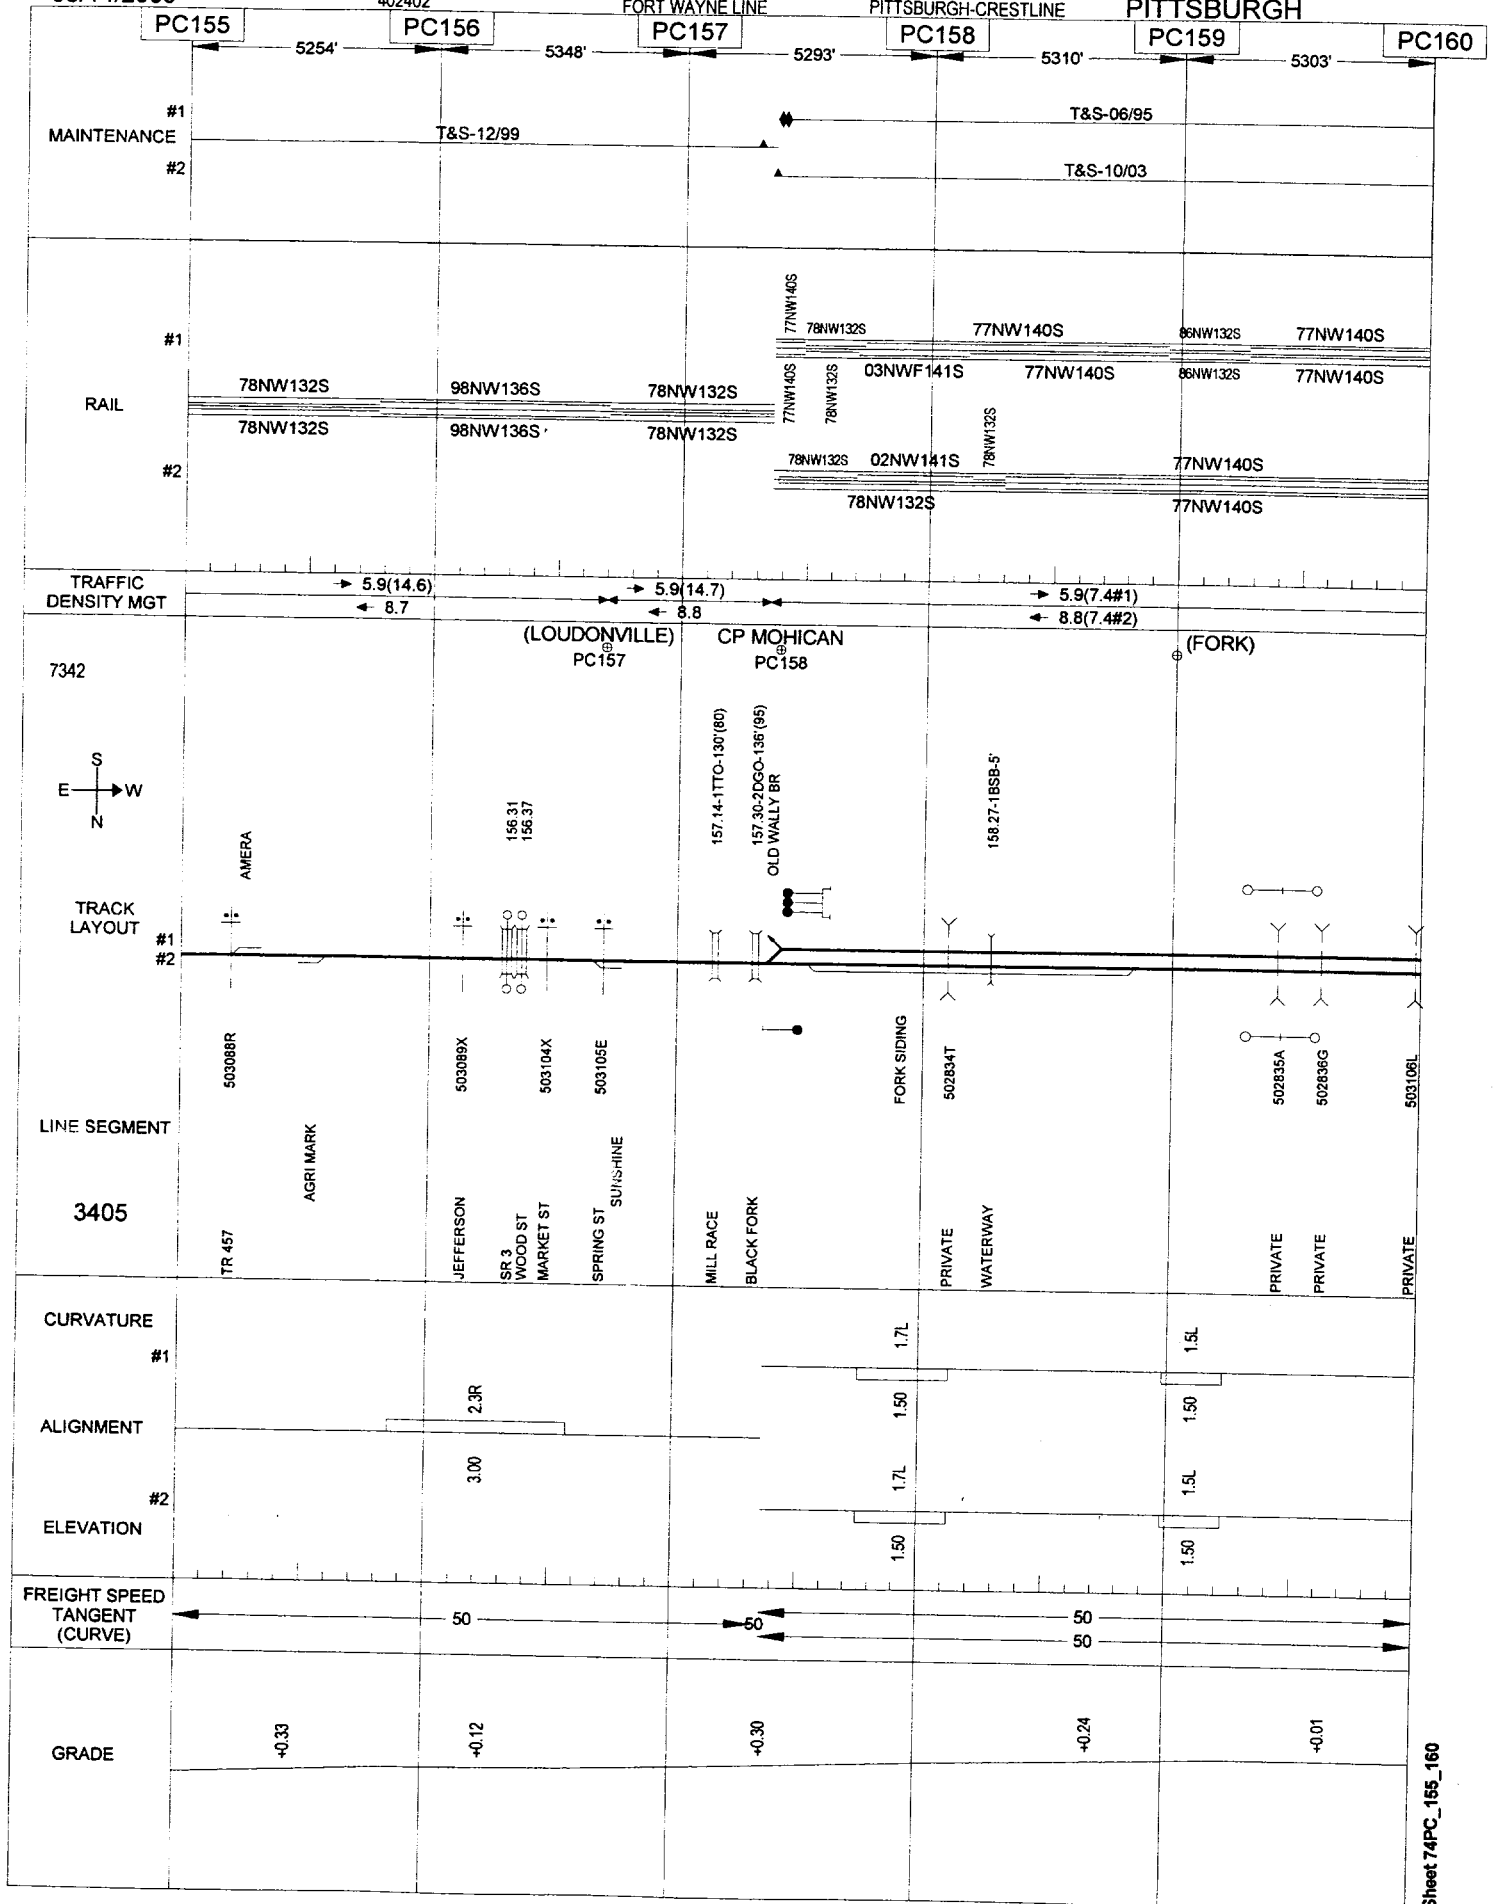 402402
FORT WAYNE LINE
PITTSBURGH-CRESTLINE
PITTSBURGH
PC155
PC156
PC157
PC158
PC159
PC160
5254'
5348'
5293'
5310'
5303'
#1
MAINTENANCE
#2
T&S-12/99
T&S-06/95
T&S-10/03
#1
RAIL
#2
77NW140S
78NW132S
77NW140S
86NW132S
77NW140S
03NWF141S
77NW140S
86NW132S
77NW140S
77NW140S
78NW132S
78NW132S
98NW136S
78NW132S
78NW132S
98NW136S
78NW132S
78NW132S
02NW141S
78NW132S
77NW140S
78NW132S
77NW140S
TRAFFIC
DENSITY MGT
5.9(14.6)
8.7
5.9(14.7)
8.8
5.9(7.4#1)
8.8(7.4#2)
(LOUDONVILLE)
PC157
CP MOHICAN
PC158
(FORK)
7342
S
E
W
N
AMERA
156.31
156.37
157.14-1TTO-130'(80)
157.30-2DGO-136'(95)
OLD WALLY BR
158.27-1BSB-5'
TRACK
LAYOUT
#1
#2
503088R
503089X
503104X
503105E
FORK SIDING
502834T
502835A
502836G
503106L
LINE SEGMENT
3405
TR 457
AGRI MARK
JEFFERSON
SR 3
WOOD ST
MARKET ST
SPRING ST
SUNSHINE
MILL RACE
BLACK FORK
PRIVATE
WATERWAY
PRIVATE
PRIVATE
PRIVATE
CURVATURE
#1
ALIGNMENT
#2
ELEVATION
2.3R
3.00
1.7L
1.50
1.5L
1.50
1.7L
1.50
1.5L
1.50
FREIGHT SPEED
TANGENT
(CURVE)
50
50
50
50
GRADE
+0.33
+0.12
+0.30
+0.24
+0.01
Sheet 74PC_155_160